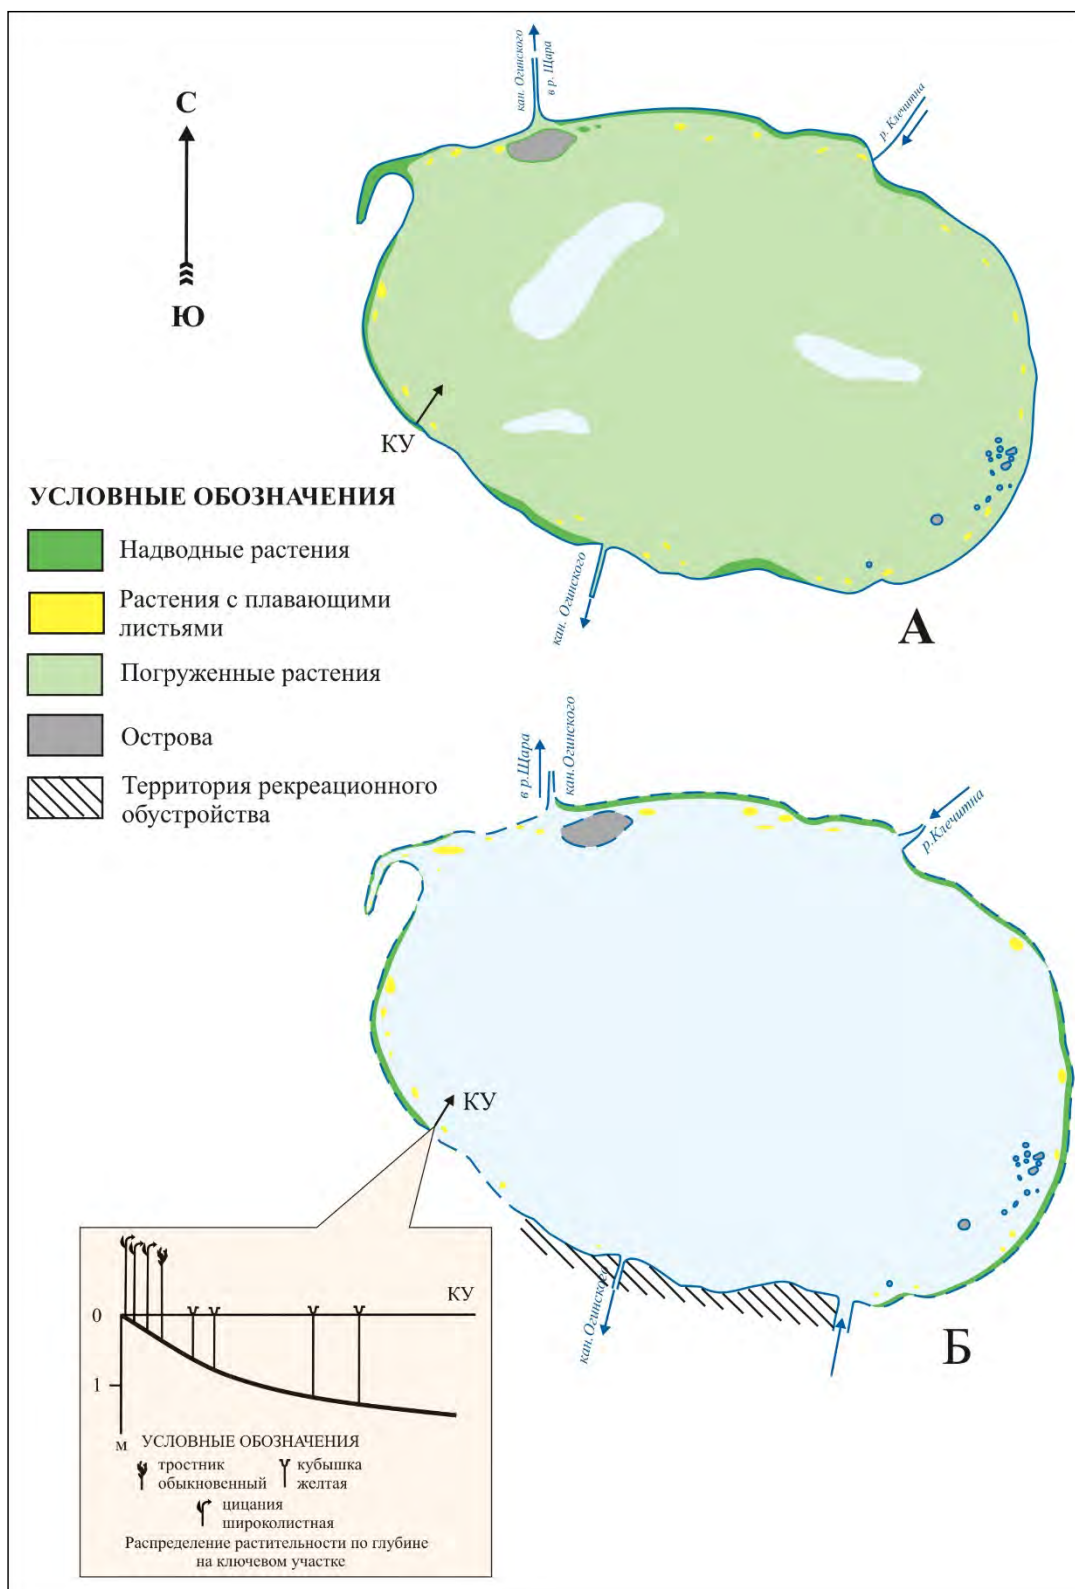 кан. Огинского
в р. Щара
р. Клечитна
С
Ю
КУ
УСЛОВНЫЕ ОБОЗНАЧЕНИЯ
Надводные растения
Растения с плавающими
листьями
Погруженные растения
Острова
Территория рекреационного
обустройства
кан. Огинского
А
в р.Щара
кан.Огинского
р.Клечитна
КУ
кан.Огинского
Б
КУ
0
1
м
УСЛОВНЫЕ ОБОЗНАЧЕНИЯ
тростник
обыкновенный
кубышка
желтая
цицания
широколистная
Распределение растительности по глубине
на ключевом участке